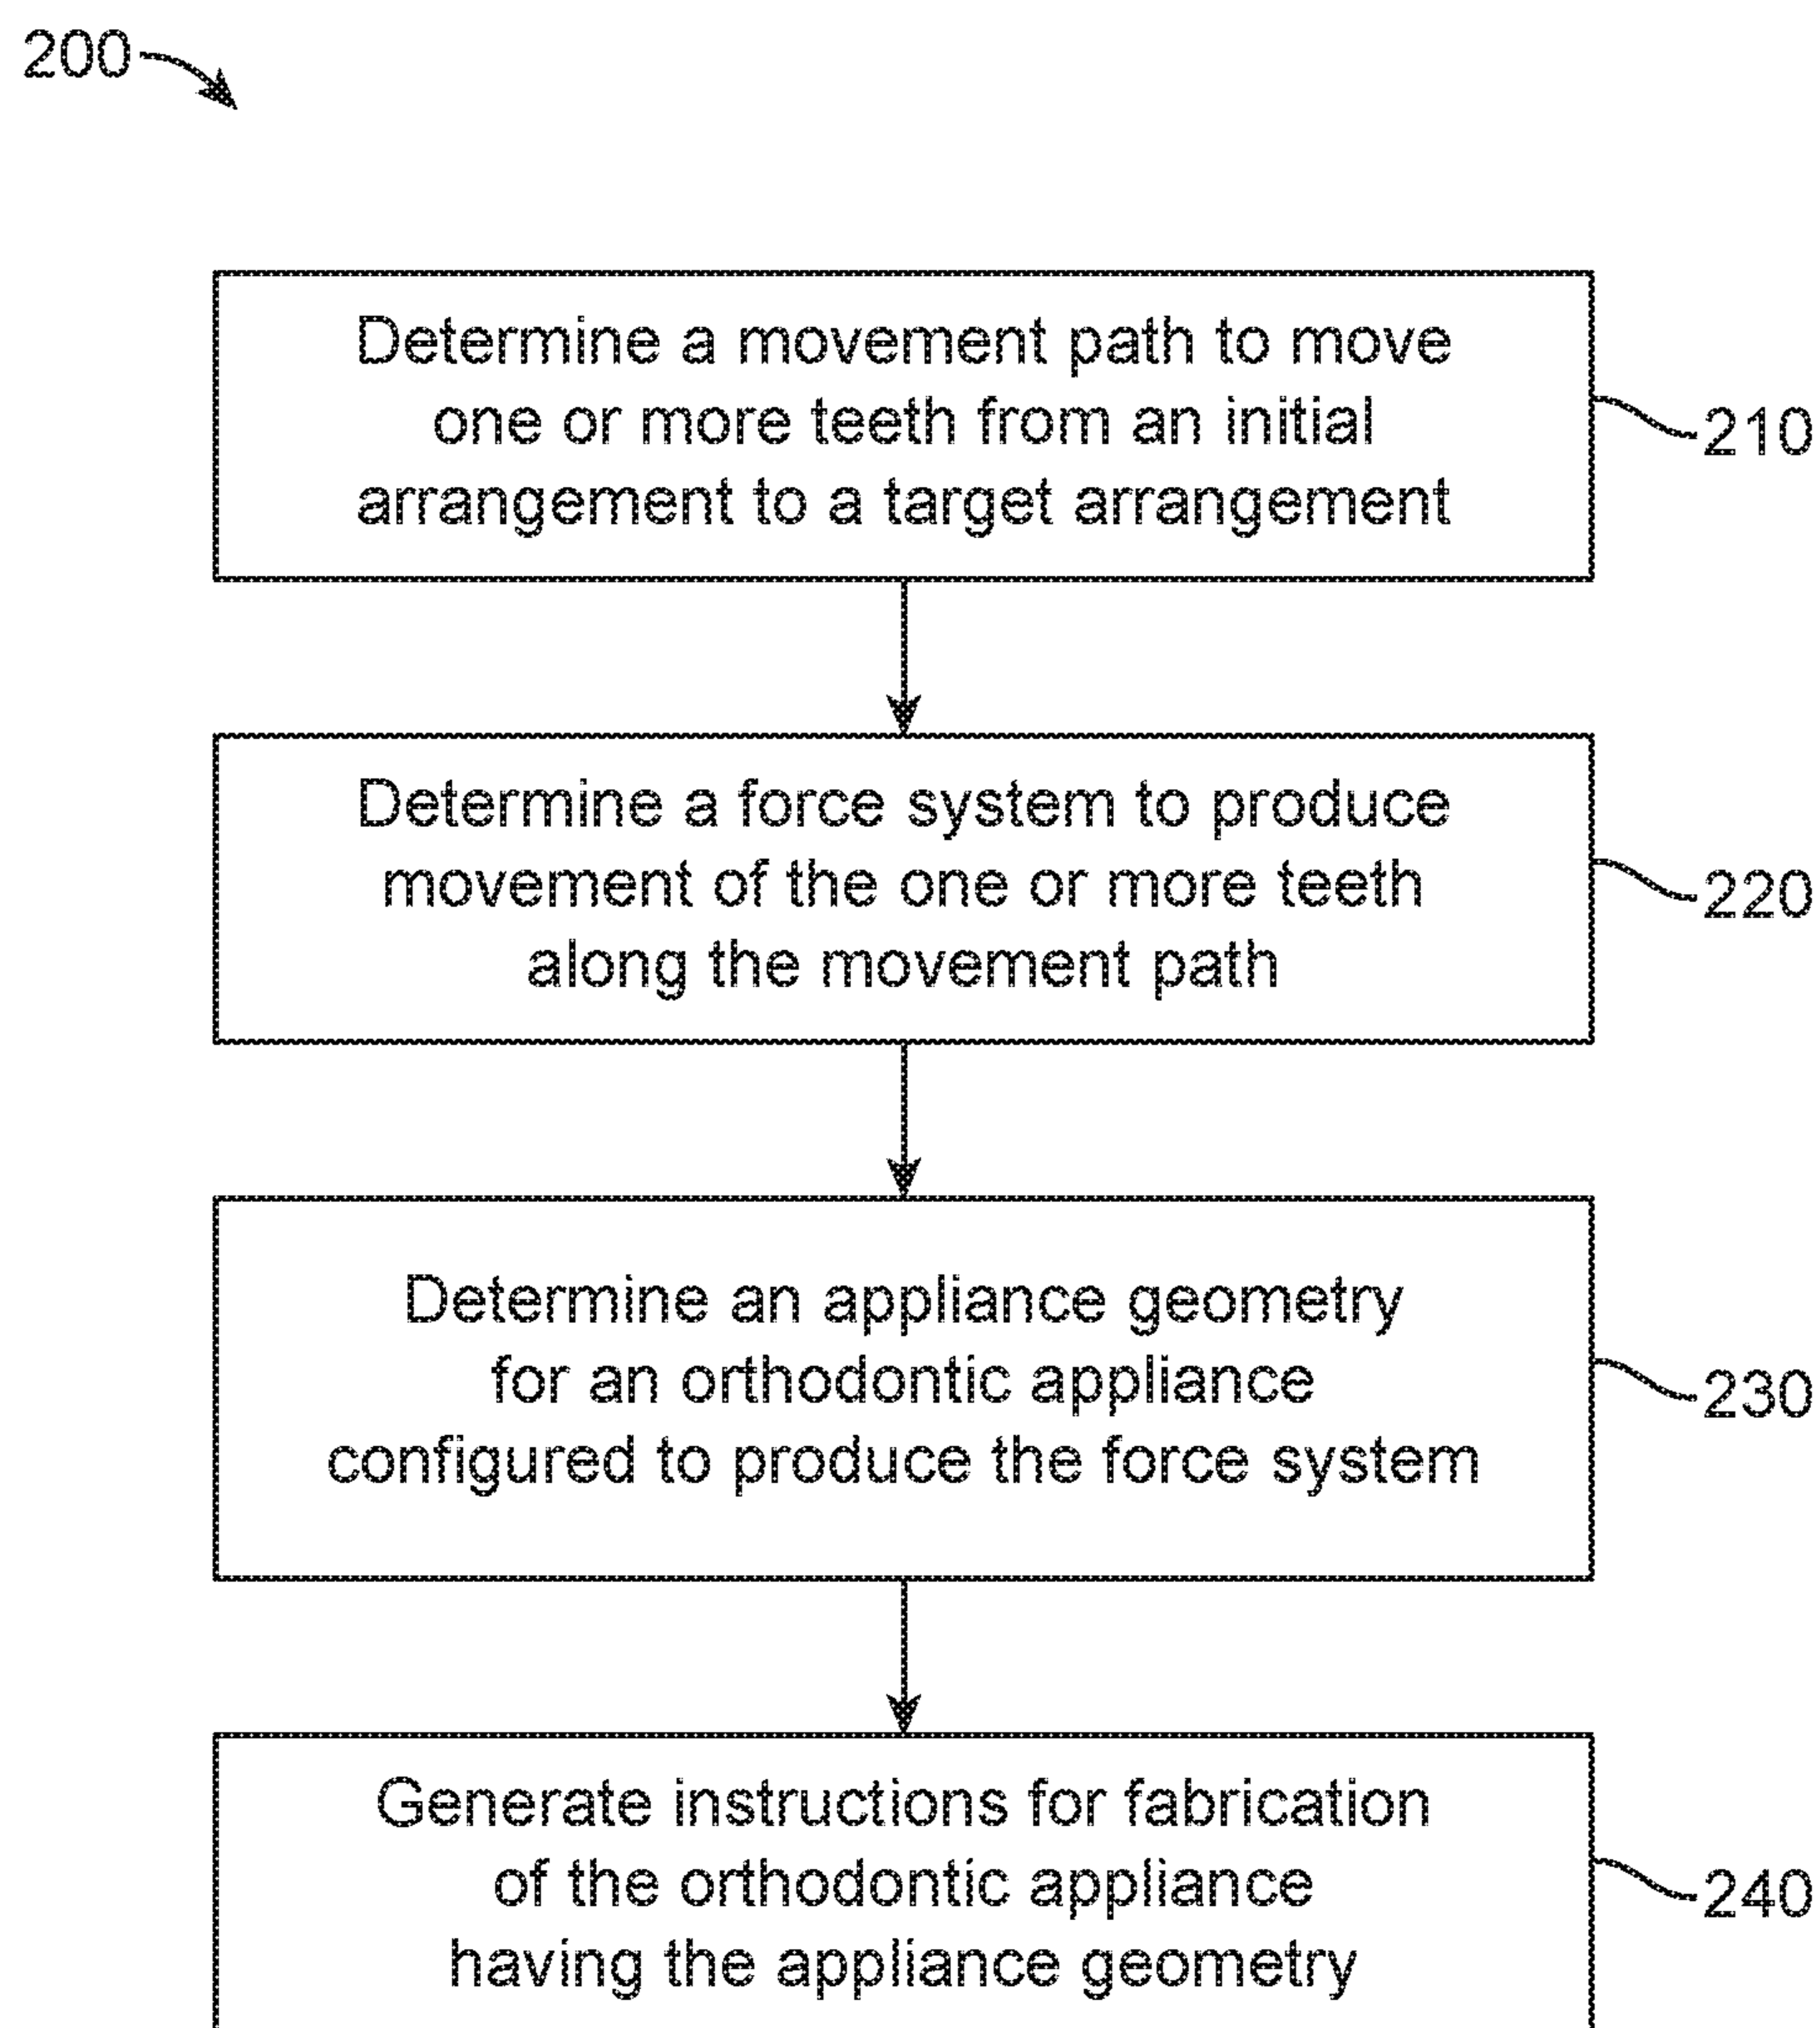 200
Determine a movement path to move
one or more teeth from an initial
arrangement to a target arrangement
210
Determine a force system to produce
movement of the one or more teeth
along the movement path
220
Determine an appliance geometry
for an orthodontic appliance
configured to produce the force system
230
Generate instructions for fabrication
of the orthodontic appliance
having the appliance geometry
240